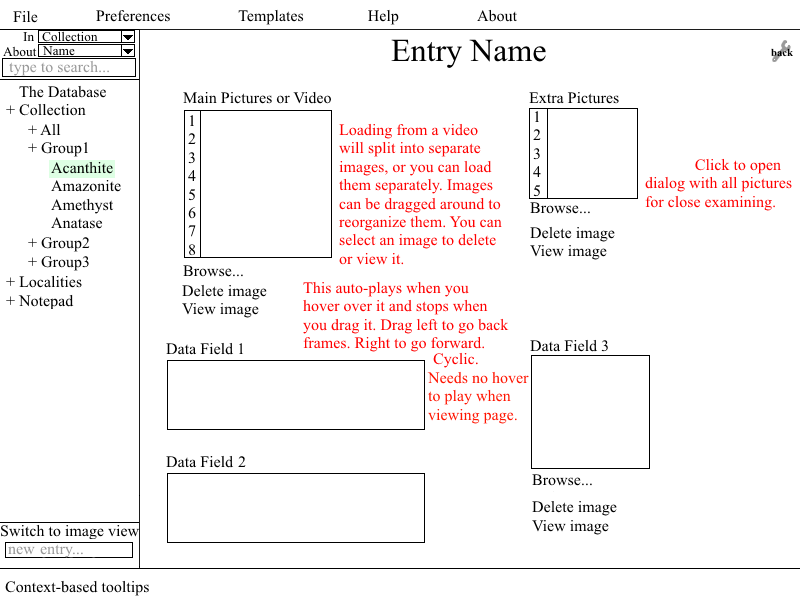 File Preferences Templates Help About
In Collection
About Name
type to search...
Entry Name
back
The Database
+ Collection
+ All
+ Group1
Acanthite
Amazonite
Amethyst
Anatase
+ Group2
+ Group3
+ Localities
+ Notepad
Switch to image view
new entry...
Main Pictures or Video
1
2
3
4
5
6
7
8
Browse...
Delete image
View image
Loading from a video
will split into separate
images, or you can load
them separately. Images
can be dragged around to
reorganize them. You can
select an image to delete
or view it.
This auto-plays when you
hover over it and stops when
you drag it. Drag left to go back
frames. Right to go forward.
Cyclic.
Needs no hover
to play when
viewing page.
Extra Pictures
1
2
3
4
5
Browse...
Delete image
View image
Click to open
dialog with all pictures
for close examining.
Data Field 1
Data Field 2
Data Field 3
Browse...
Delete image
View image
Context-based tooltips